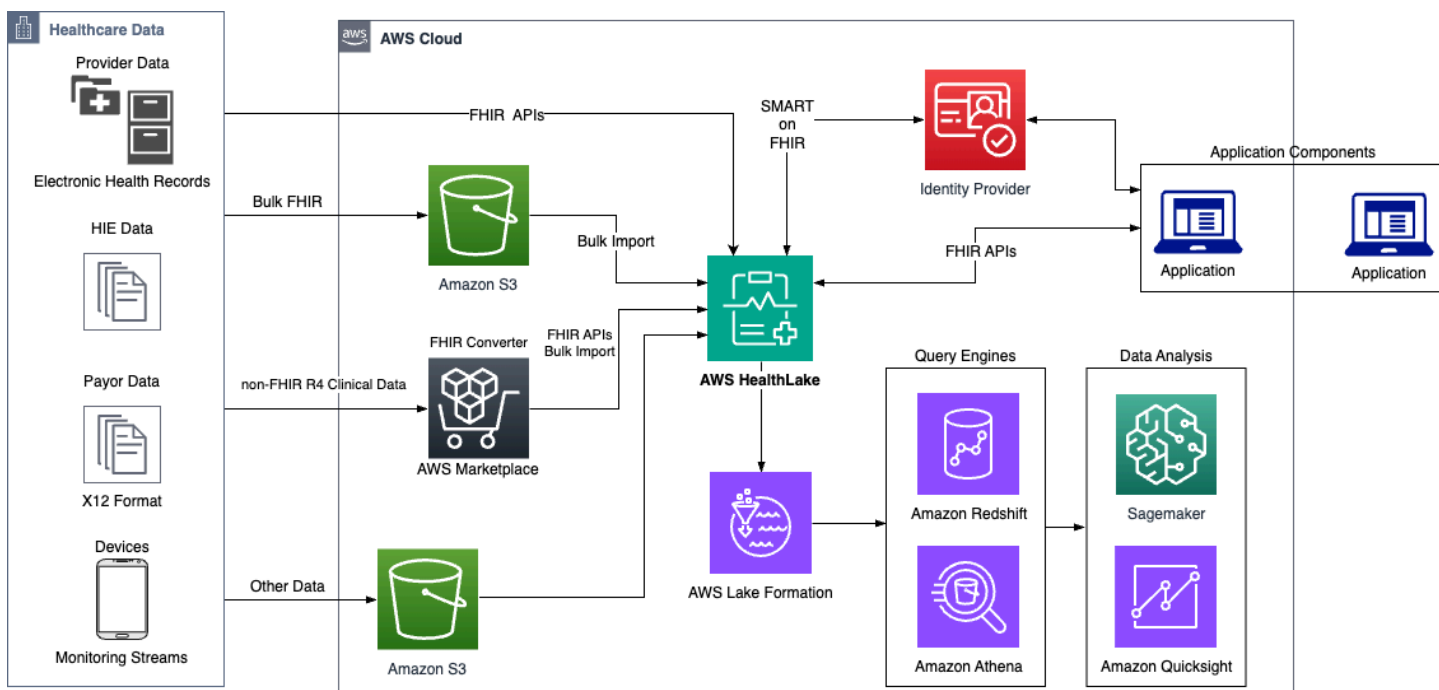 Healthcare Data
Provider Data
Electronic Health Records
HIE Data
Payor Data
X12 Format
Devices
Monitoring Streams
aws
AWS Cloud
FHIR APIs
Bulk FHIR
Amazon S3
Bulk Import
FHIR Converter
non-FHIR R4 Clinical Data
AWS Marketplace
FHIR APIs
Bulk Import
Other Data
Amazon S3
SMART
on
FHIR
Identity Provider
AWS HealthLake
AWS Lake Formation
FHIR APIs
Application Components
Application
Application
Query Engines
Amazon Redshift
Amazon Athena
Data Analysis
Sagemaker
Amazon Quicksight